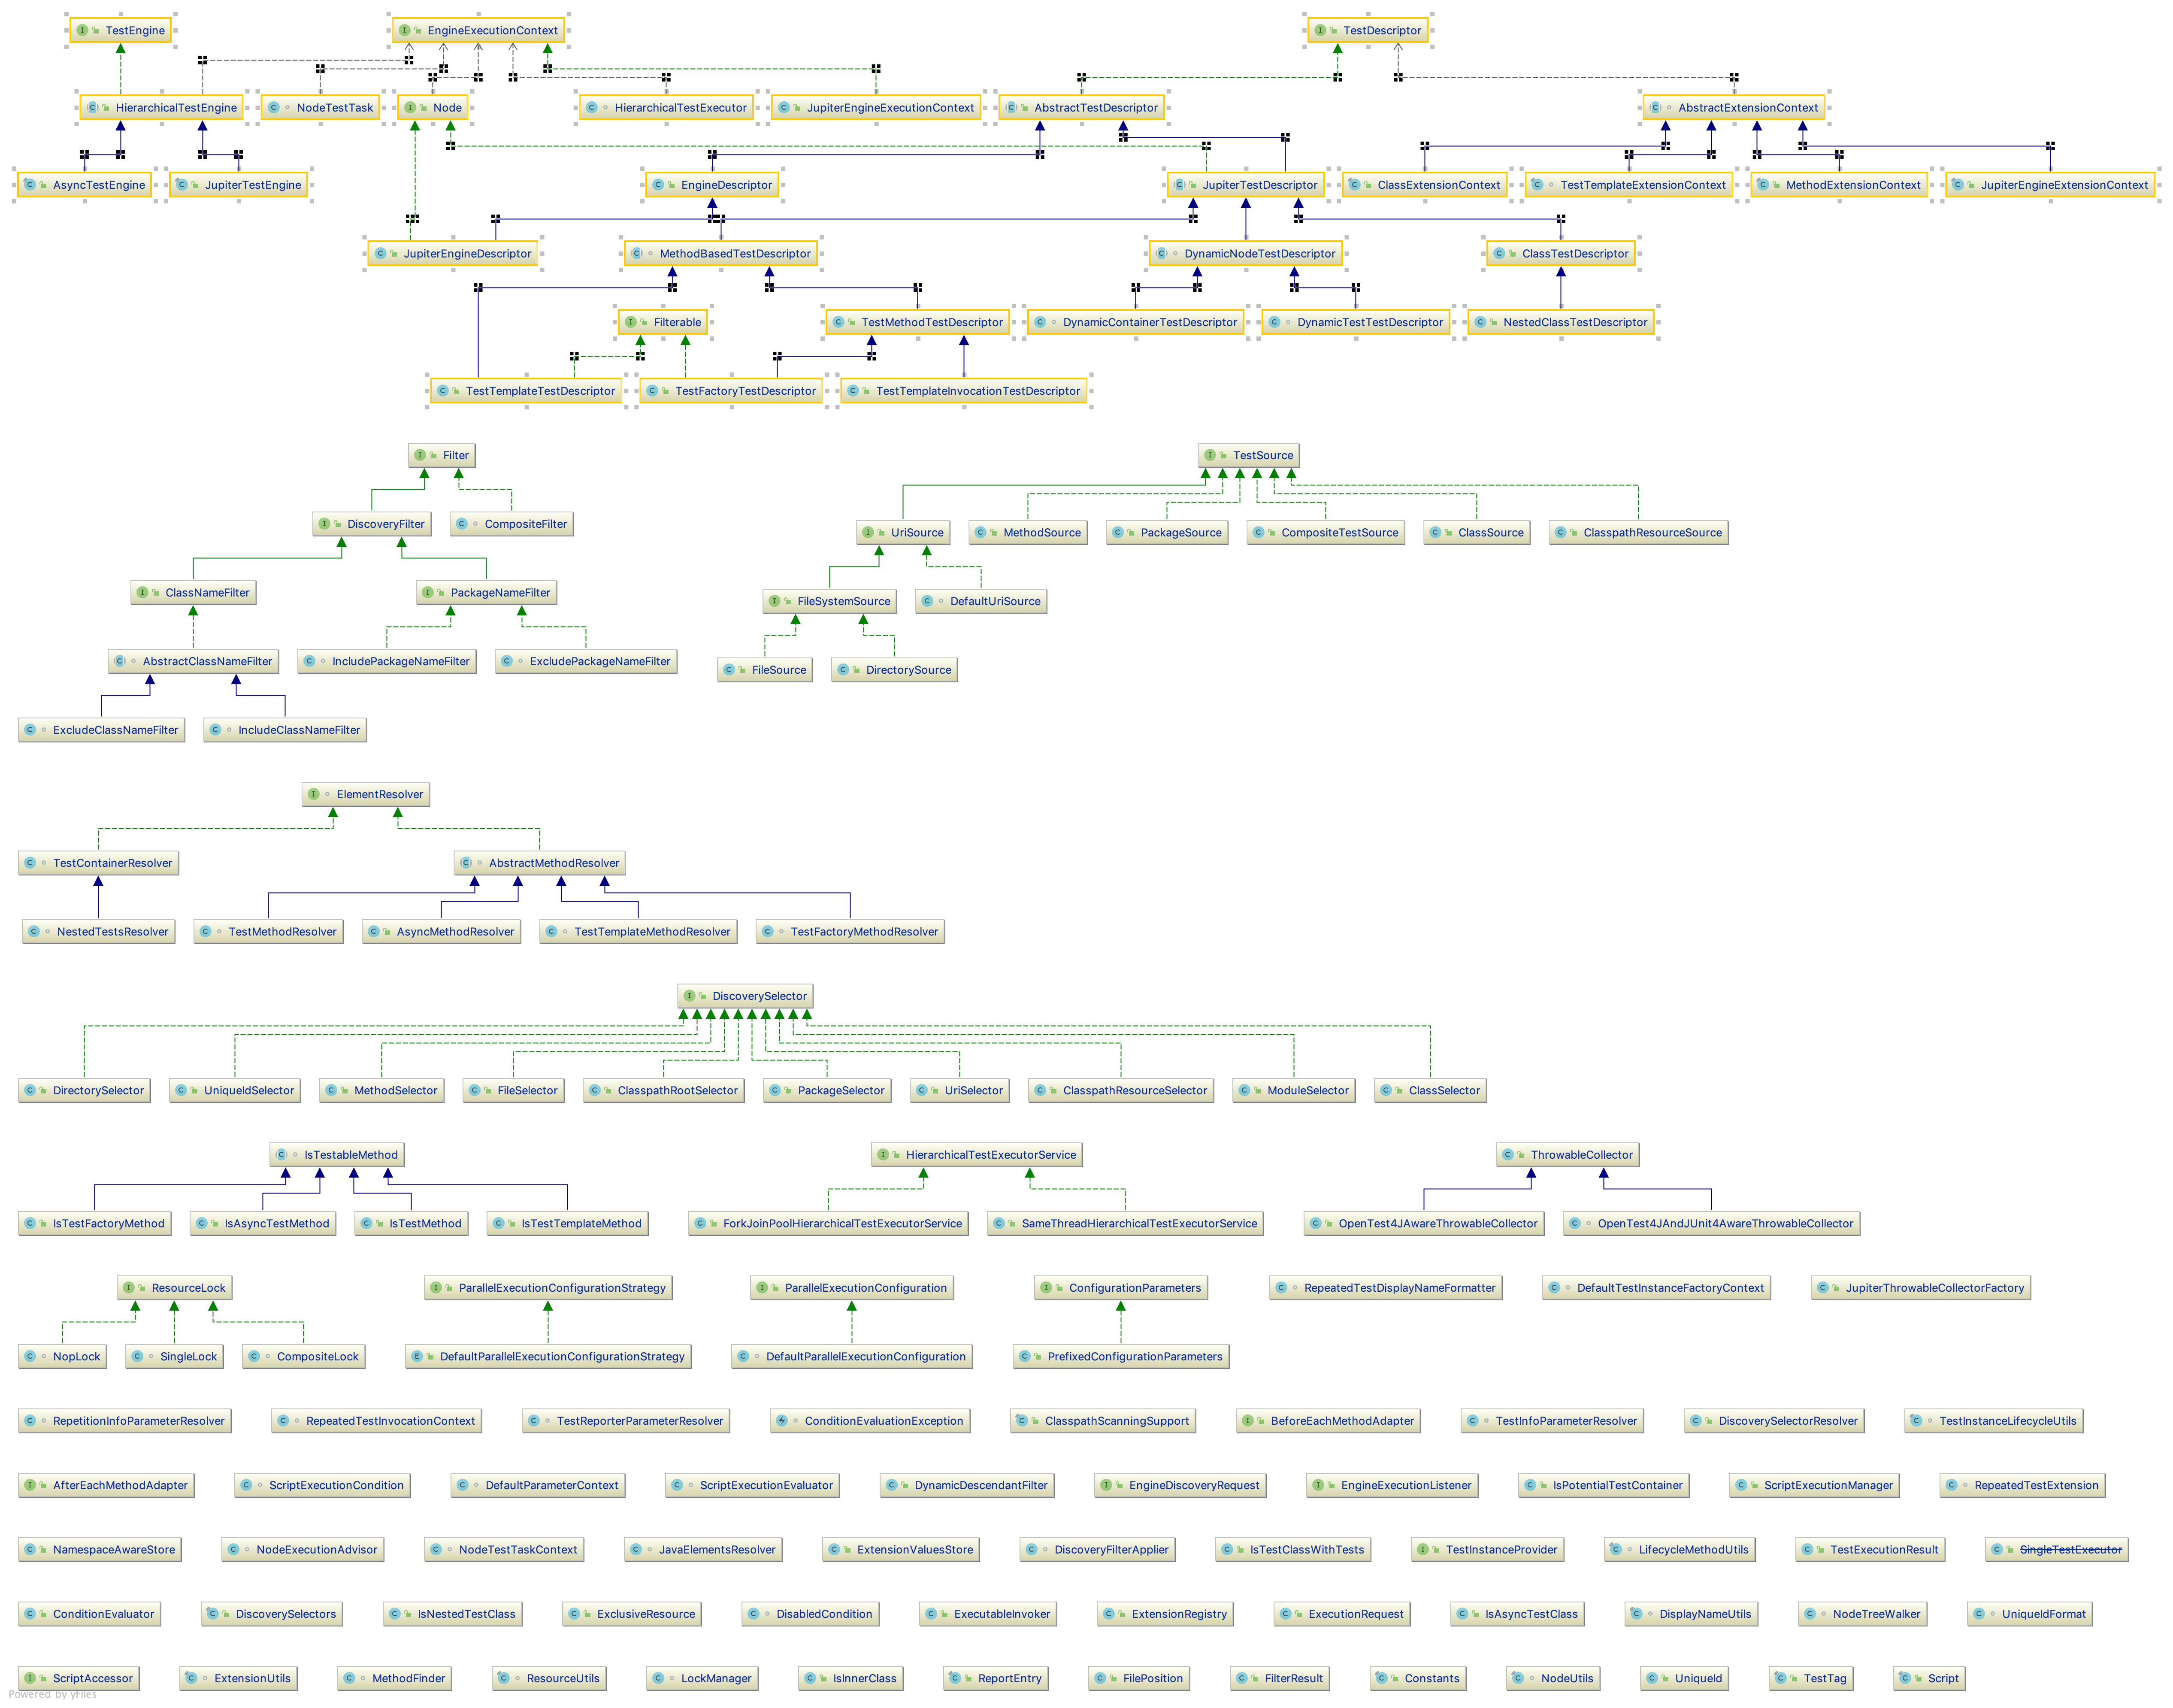 TestEngine EngineExecutionContext TestDescriptor
HierarchicalTestEngine NodeTestTask Node HierarchicalTestExecutor JupiterEngineExecutionContext AbstractTestDescriptor AbstractExtensionContext
AsyncTestEngine JupiterTestEngine EngineDescriptor JupiterTestDescriptor ClassExtensionContext TestTemplateExtensionContext MethodExtensionContext JupiterEngineExtensionContext
JupiterEngineDescriptor MethodBasedTestDescriptor DynamicNodeTestDescriptor ClassTestDescriptor
Filterable TestMethodTestDescriptor DynamicContainerTestDescriptor DynamicTestTestDescriptor NestedClassTestDescriptor
TestTemplateTestDescriptor TestFactoryTestDescriptor TestTemplateInvocationTestDescriptor
Filter TestSource
DiscoveryFilter CompositeFilter UriSource MethodSource PackageSource CompositeTestSource ClassSource ClasspathResourceSource
ClassNameFilter PackageNameFilter FileSystemSource DefaultUriSource
AbstractClassNameFilter IncludePackageNameFilter ExcludePackageNameFilter FileSource DirectorySource
ExcludeClassNameFilter IncludeClassNameFilter
ElementResolver
TestContainerResolver AbstractMethodResolver
NestedTestsResolver TestMethodResolver AsyncMethodResolver TestTemplateMethodResolver TestFactoryMethodResolver
DiscoverySelector
DirectorySelector UniqueIdSelector MethodSelector FileSelector ClasspathRootSelector PackageSelector UriSelector ClasspathResourceSelector ModuleSelector ClassSelector
IsTestableMethod HierarchicalTestExecutorService ThrowableCollector
IsTestFactoryMethod IsAsyncTestMethod IsTestMethod IsTestTemplateMethod ForkJoinPoolHierarchicalTestExecutorService SameThreadHierarchicalTestExecutorService OpenTest4JAwareThrowableCollector OpenTest4JAndJUnit4AwareThrowableCollector
ResourceLock ParallelExecutionConfigurationStrategy ParallelExecutionConfiguration ConfigurationParameters RepeatedTestDisplayNameFormatter DefaultTestInstanceFactoryContext JupiterThrowableCollectorFactory
NopLock SingleLock CompositeLock DefaultParallelExecutionConfigurationStrategy DefaultParallelExecutionConfiguration PrefixedConfigurationParameters
RepetitionInfoParameterResolver RepeatedTestInvocationContext TestReporterParameterResolver ConditionEvaluationException ClasspathScanningSupport BeforeEachMethodAdapter TestInfoParameterResolver DiscoverySelectorResolver TestInstanceLifecycleUtils
AfterEachMethodAdapter ScriptExecutionCondition DefaultParameterContext ScriptExecutionEvaluator DynamicDescendantFilter EngineDiscoveryRequest EngineExecutionListener IsPotentialTestContainer ScriptExecutionManager RepeatedTestExtension
NamespaceAwareStore NodeExecutionAdvisor NodeTestTaskContext JavaElementsResolver ExtensionValuesStore DiscoveryFilterApplier IsTestClassWithTests TestInstanceProvider LifecycleMethodUtils TestExecutionResult SingleTestExecutor
ConditionEvaluator DiscoverySelectors IsNestedTestClass ExclusiveResource DisabledCondition ExecutableInvoker ExtensionRegistry ExecutionRequest IsAsyncTestClass DisplayNameUtils NodeTreeWalker UniqueIdFormat
ScriptAccessor ExtensionUtils MethodFinder ResourceUtils LockManager IsInnerClass ReportEntry FilePosition FilterResult Constants NodeUtils UniqueId TestTag Script
Powered by yFiles